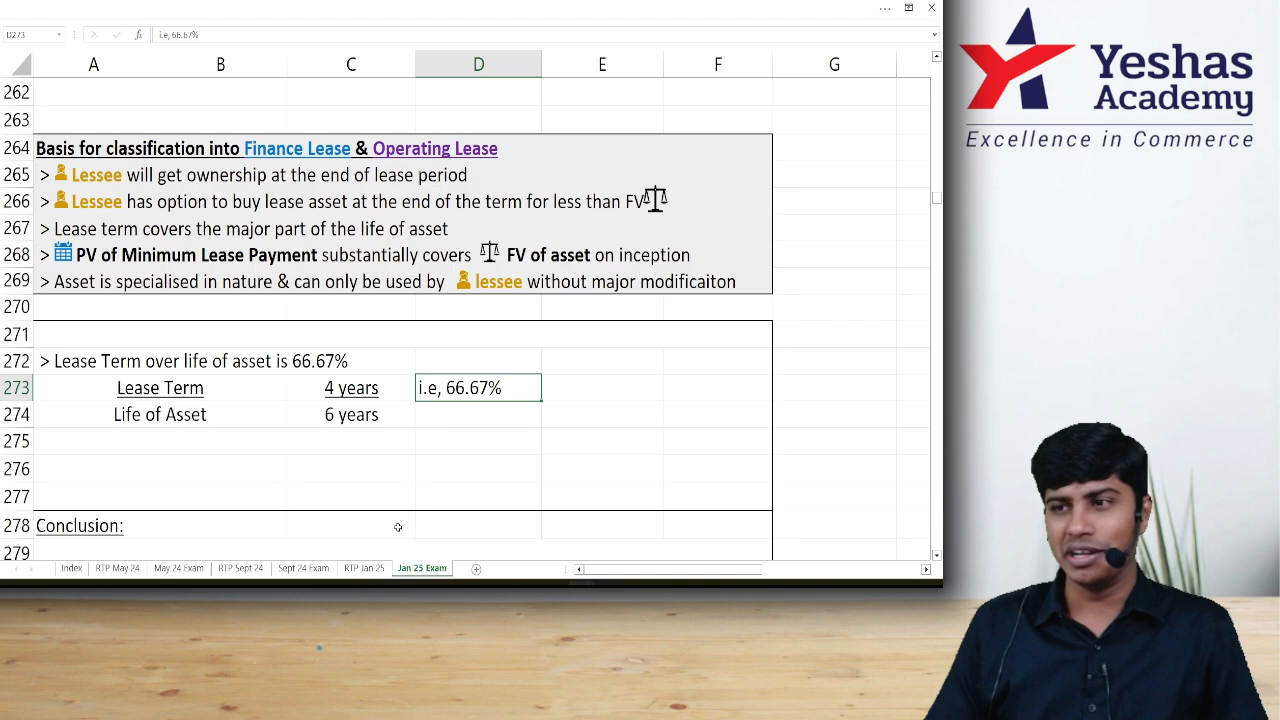 D273
fx
i.e, 66.67%
A B C D E F G
262
263
264 Basis for classification into Finance Lease & Operating Lease
265 > Lessee will get ownership at the end of lease period
266 > Lessee has option to buy lease asset at the end of the term for less than FV
267 > Lease term covers the major part of the life of asset
268 > PV of Minimum Lease Payment substantially covers FV of asset on inception
269 > Asset is specialised in nature & can only be used by lessee without major modificaiton
270
271
272 > Lease Term over life of asset is 66.67%
273 Lease Term 4 years i.e, 66.67%
274 Life of Asset 6 years
275
276
277
278 Conclusion:
279
Index RTP May 24 May 24 Exam RTP Sept 24 Sept 24 Exam RTP Jan 25 Jan 25 Exam
Yeshas
Academy
Excellence in Commerce